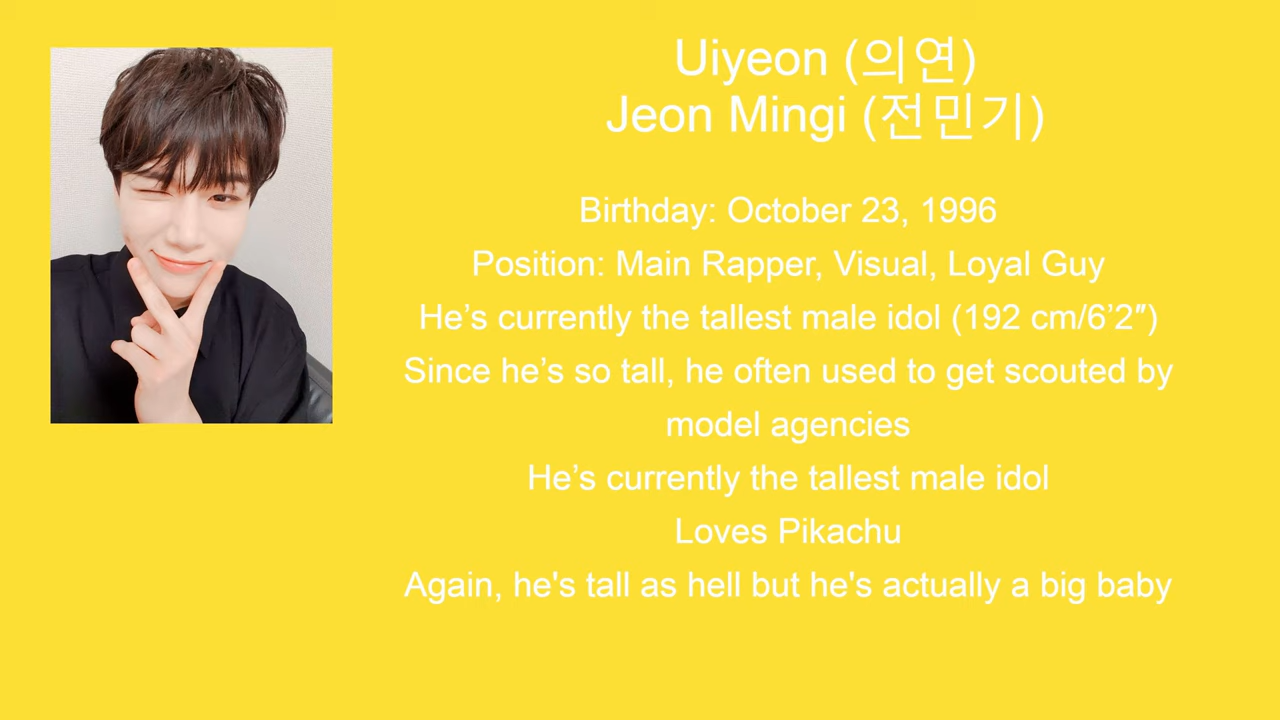 Uiyeon (의연)
Jeon Mingi (전민기)
Birthday: October 23, 1996
Position: Main Rapper, Visual, Loyal Guy
He’s currently the tallest male idol (192 cm/6’2″)
Since he’s so tall, he often used to get scouted by
model agencies
He’s currently the tallest male idol
Loves Pikachu
Again, he's tall as hell but he's actually a big baby